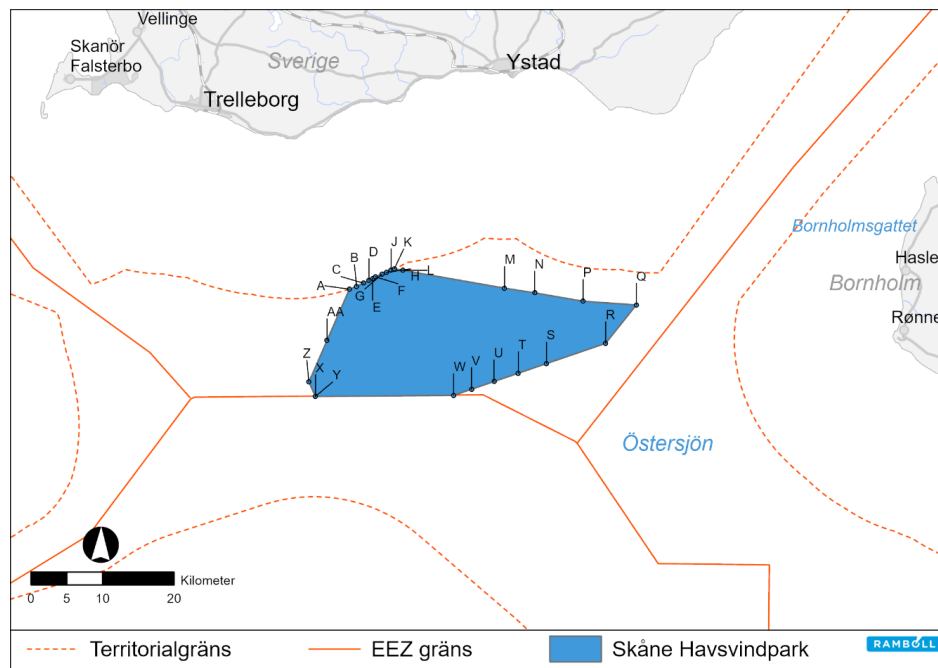 Vellinge
Skanör
Falsterbo
Sverige
Ystad
Trelleborg
Bornholmsgattet
Hasle
Bornholm
Rønne
J
K
D
B
C
A
H
L
G
E
F
M
N
P
Q
AA
R
Z
X
Y
W
V
U
T
S
Östersjön
Kilometer
0 5 10 20
Territorialgräns
EEZ gräns
Skåne Havsvindpark
RAMBOLL